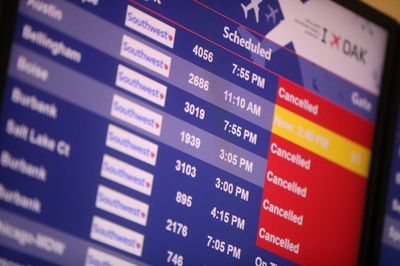 I OAK
Scheduled Gate
Austin Southwest 4056 7:55 PM Cancelled
Bellingham Southwest 2686 11:10 AM Now 2:40 PM 31
Boise Southwest 3019 7:55 PM Cancelled
Burbank Southwest 1939 3:05 PM Cancelled
Salt Lake Ct Southwest 3103 3:00 PM Cancelled
Burbank Southwest 895 4:15 PM Cancelled
Burbank Southwest 2176 7:05 PM
Chicago-MDW Southwest 746